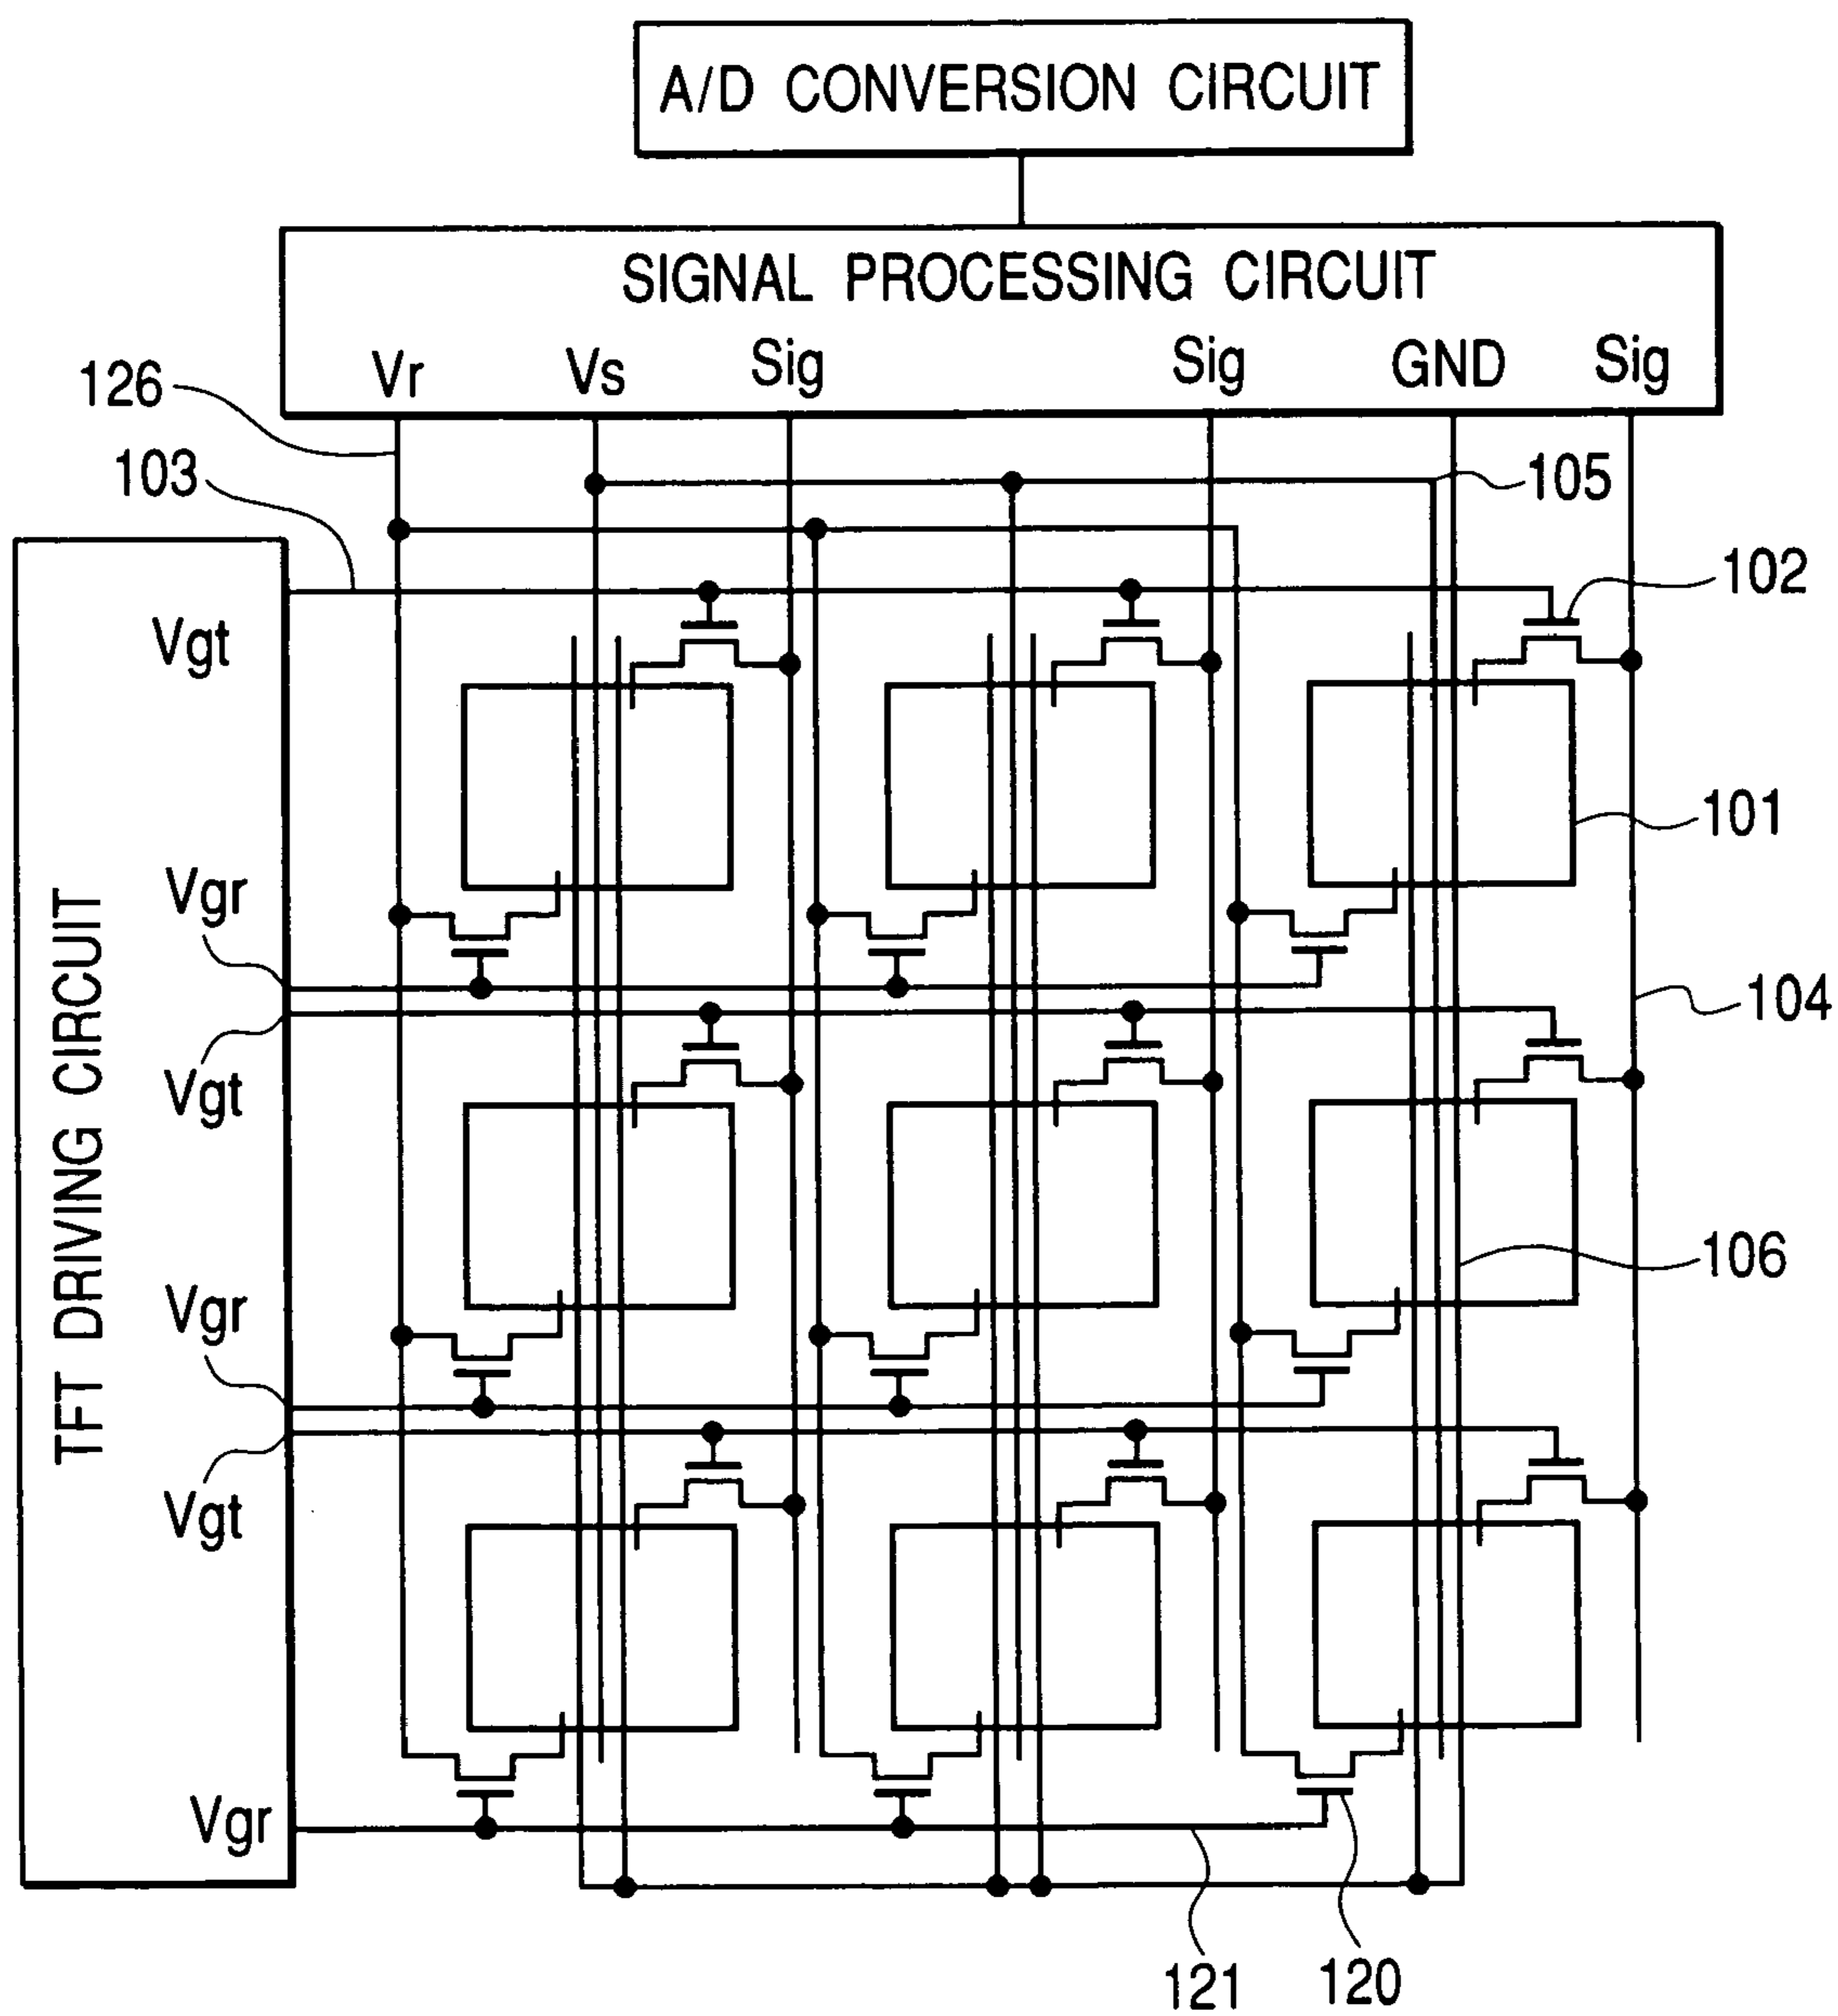 A/D CONVERSION CIRCUIT
SIGNAL PROCESSING CIRCUIT
Vr Vs Sig Sig GND Sig
126
103
105
102
Vgt
101
Vgr
104
Vgt
TFT DRIVING CIRCUIT
106
Vgr
Vgt
Vgr
121 120